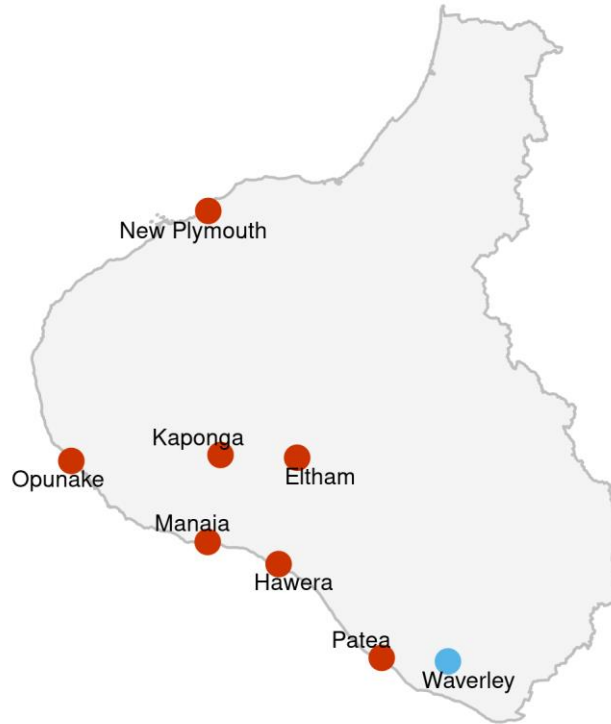 New Plymouth
Kaponga
Opunake
Eltham
Manaia
Hawera
Patea
Waverley